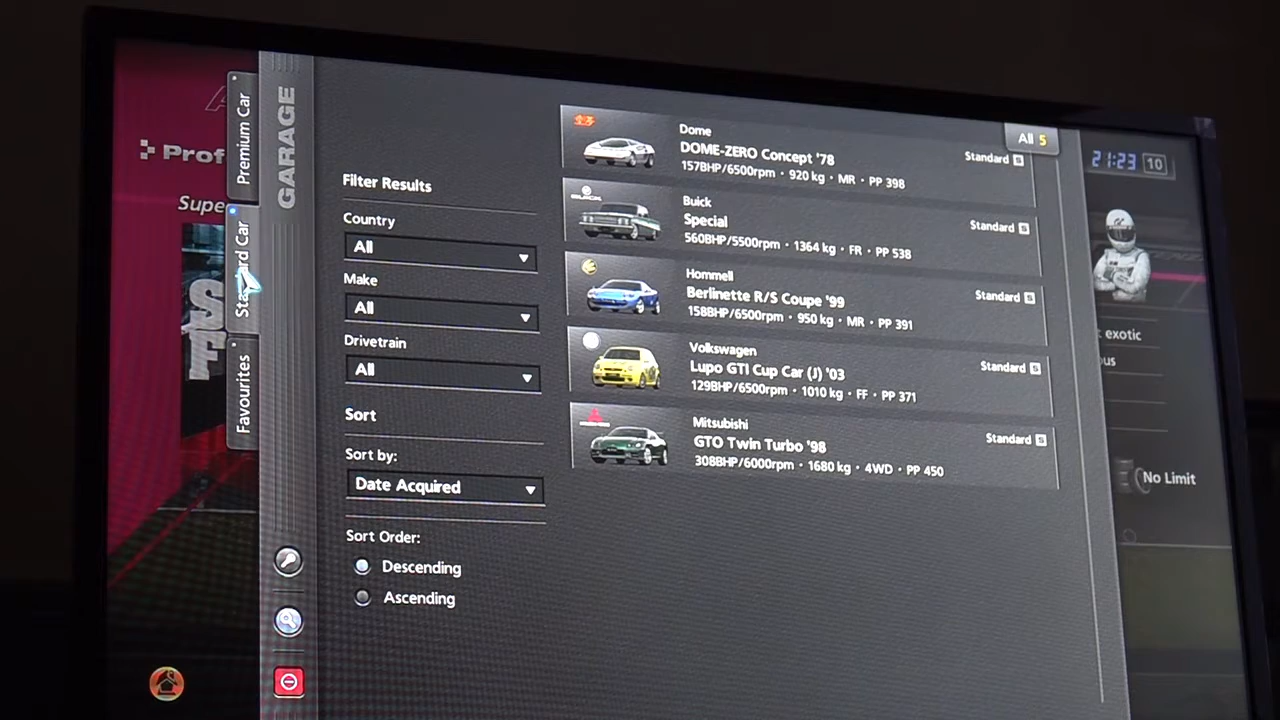 Prof
Supe
Premium Car
Standard Car
Favourites
GARAGE
Filter Results
Country
All
Make
All
Drivetrain
All
Sort
Sort by:
Date Acquired
Sort Order:
Descending
Ascending
All 5
Dome
DOME-ZERO Concept '78
157BHP/6500rpm · 920 kg · MR · PP 398
Standard S
BUICK
Buick
Special
560BHP/5500rpm · 1364 kg · FR · PP 538
Standard S
Hommell
Berlinette R/S Coupe '99
158BHP/6500rpm · 950 kg · MR · PP 391
Standard S
Volkswagen
Lupo GTI Cup Car (J) '03
129BHP/6500rpm · 1010 kg · FF · PP 371
Standard S
Mitsubishi
GTO Twin Turbo '98
308BHP/6000rpm · 1680 kg · 4WD · PP 450
Standard S
21:23 10
t exotic
ous
No Limit
S
F